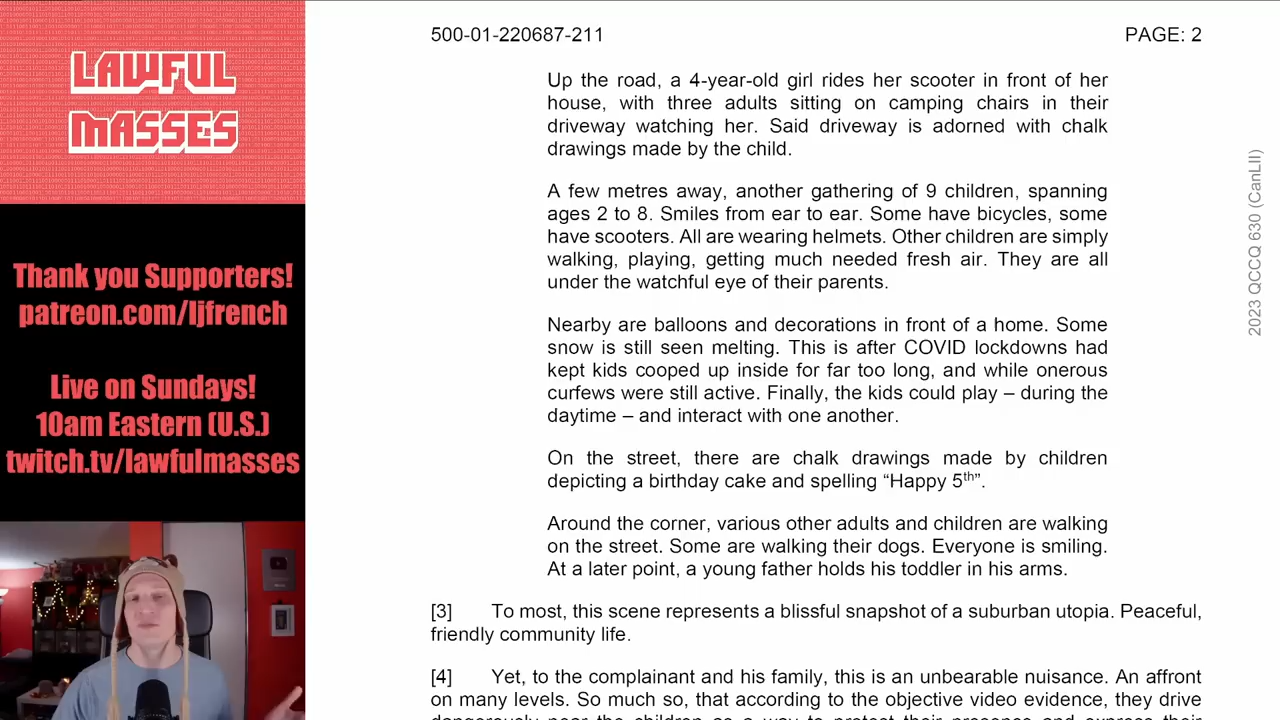 LAWFUL
MASSES
Thank you Supporters!
patreon.com/ljfrench
Live on Sundays!
10am Eastern (U.S.)
twitch.tv/lawfulmasses
500-01-220687-211
PAGE: 2
Up the road, a 4-year-old girl rides her scooter in front of her
house, with three adults sitting on camping chairs in their
driveway watching her. Said driveway is adorned with chalk
drawings made by the child.
A few metres away, another gathering of 9 children, spanning
ages 2 to 8. Smiles from ear to ear. Some have bicycles, some
have scooters. All are wearing helmets. Other children are simply
walking, playing, getting much needed fresh air. They are all
under the watchful eye of their parents.
Nearby are balloons and decorations in front of a home. Some
snow is still seen melting. This is after COVID lockdowns had
kept kids cooped up inside for far too long, and while onerous
curfews were still active. Finally, the kids could play – during the
daytime – and interact with one another.
On the street, there are chalk drawings made by children
depicting a birthday cake and spelling “Happy 5th”.
Around the corner, various other adults and children are walking
on the street. Some are walking their dogs. Everyone is smiling.
At a later point, a young father holds his toddler in his arms.
[3] To most, this scene represents a blissful snapshot of a suburban utopia. Peaceful,
friendly community life.
[4] Yet, to the complainant and his family, this is an unbearable nuisance. An affront
on many levels. So much so, that according to the objective video evidence, they drive
dangerously near the children as a way to protest their presence and express their
2023 QCCQ 630 (CanLII)